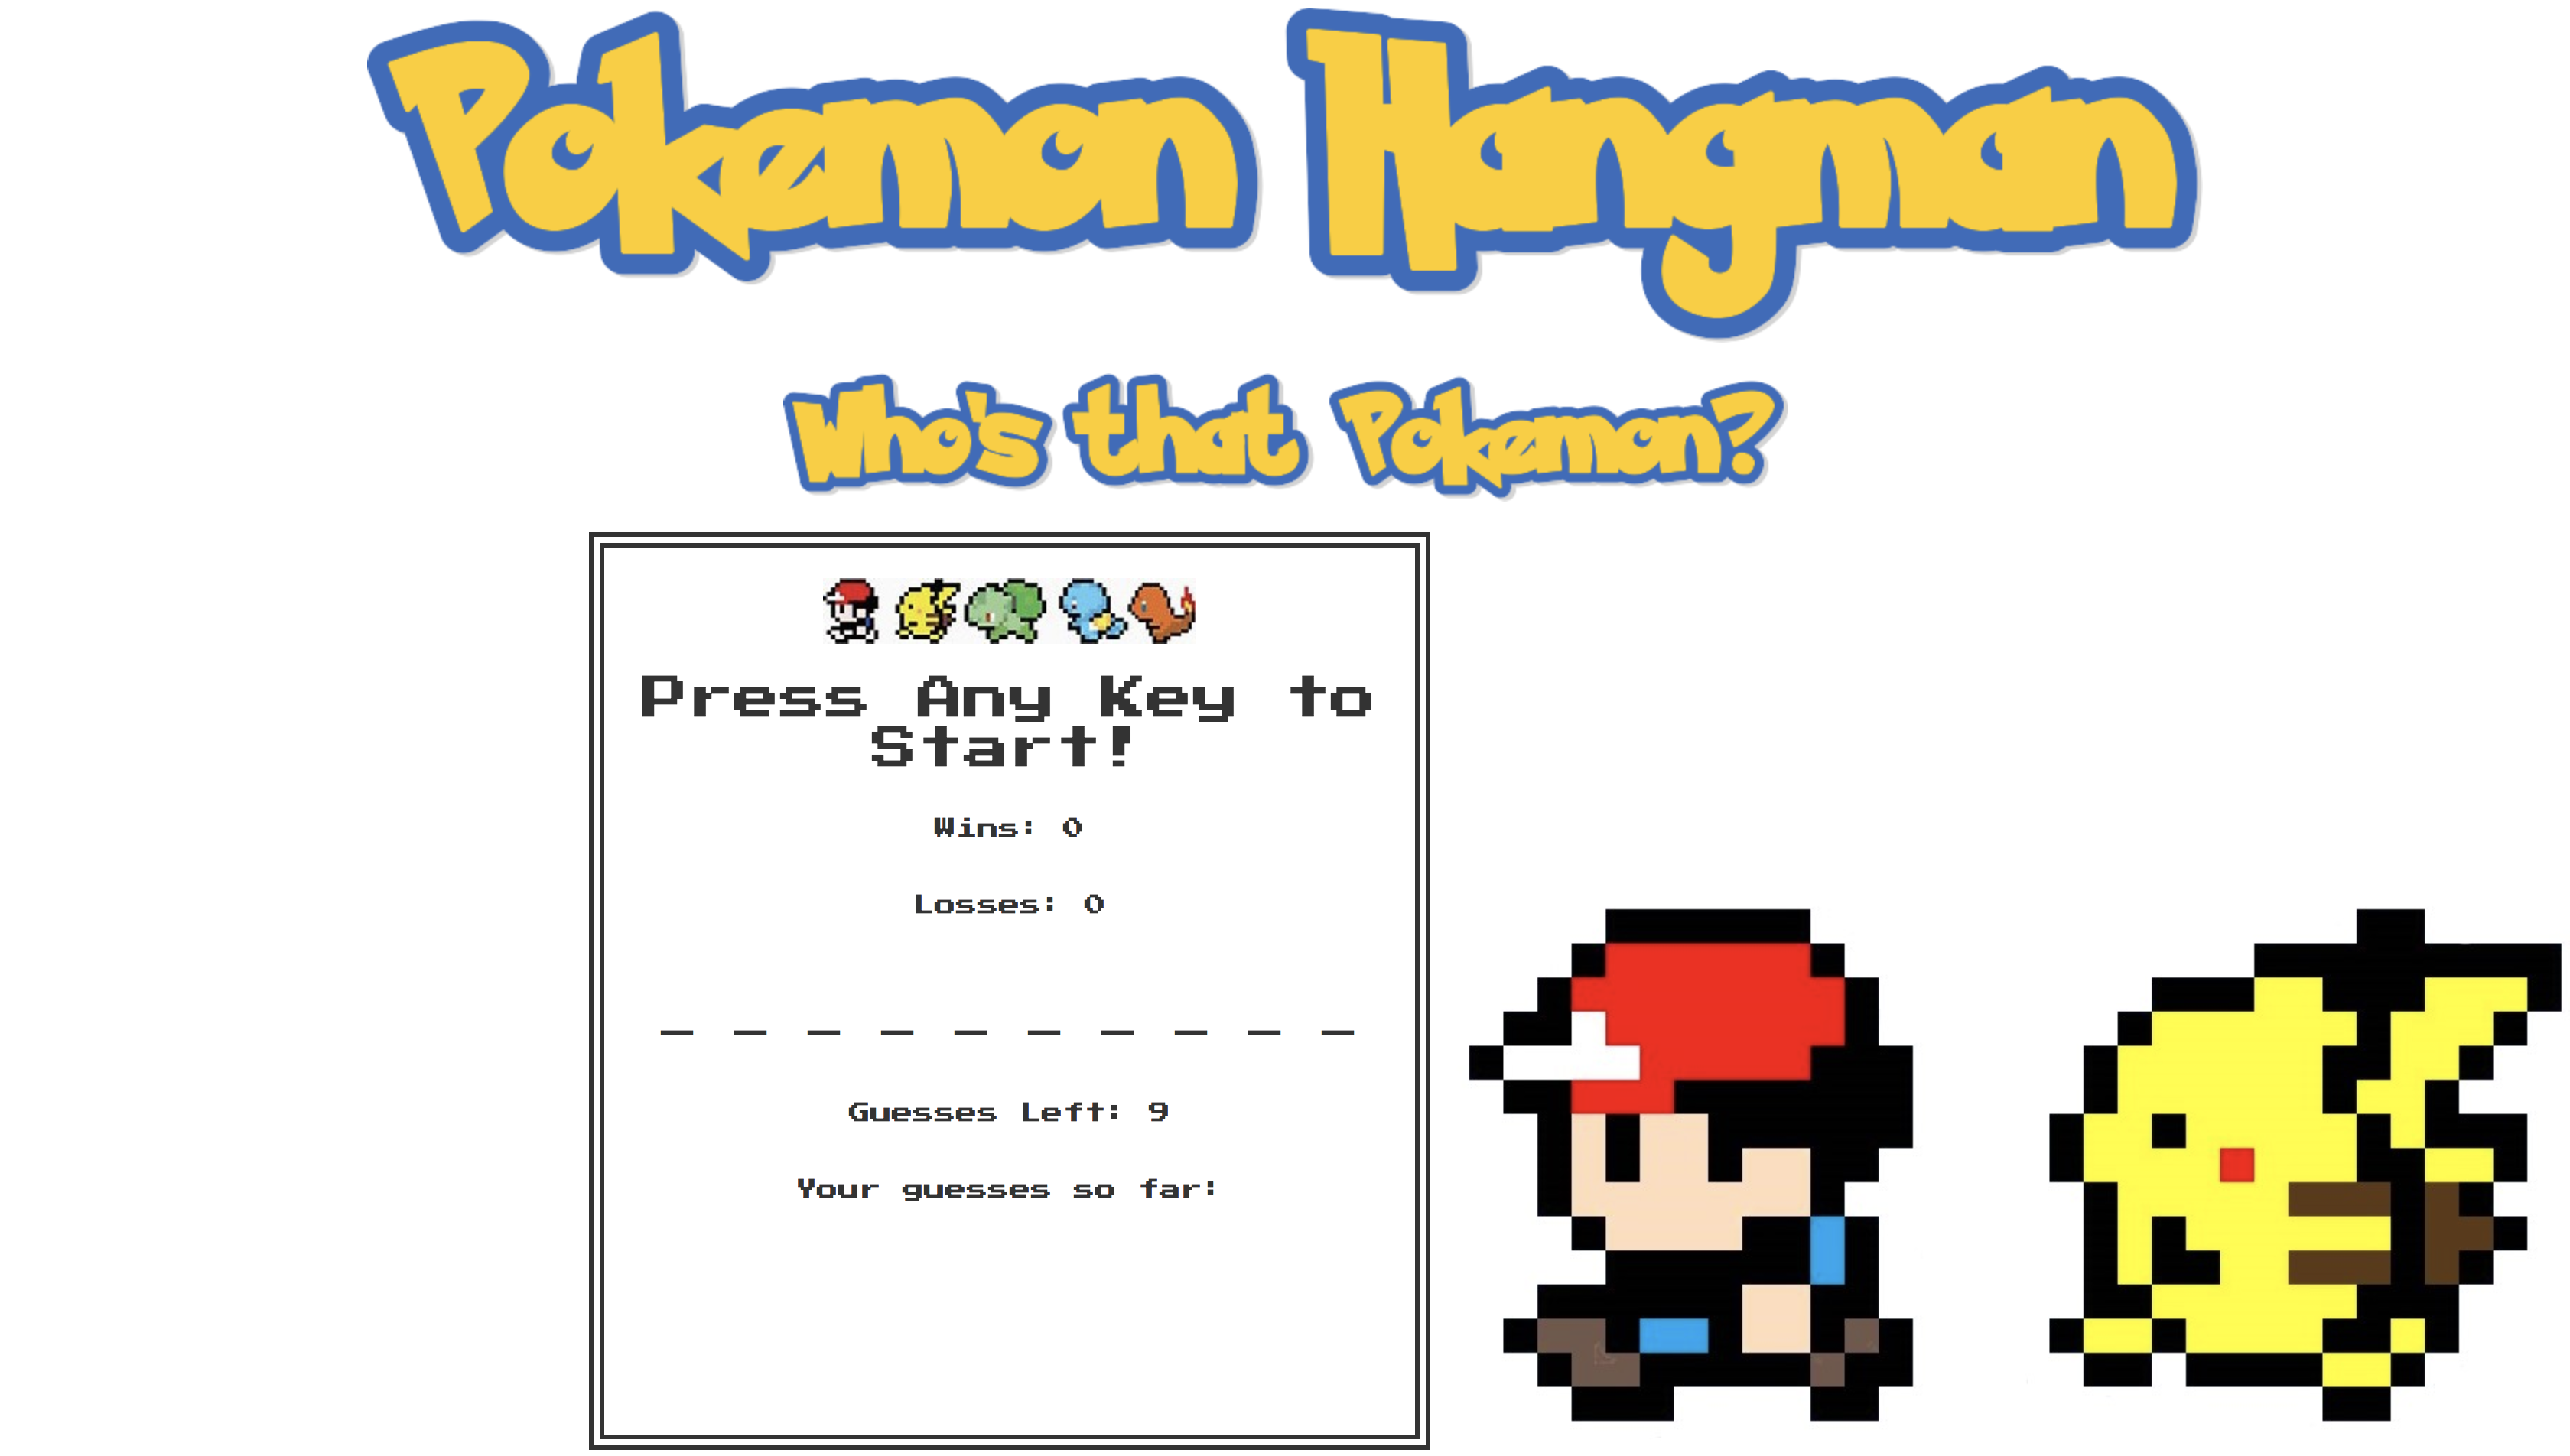 Pokemon Hangman
Who's that Pokemon?
Press Any Key to
Start!
Wins: 0
Losses: 0
_ _ _ _ _ _ _ _ _ _
Guesses Left: 9
Your guesses so far: